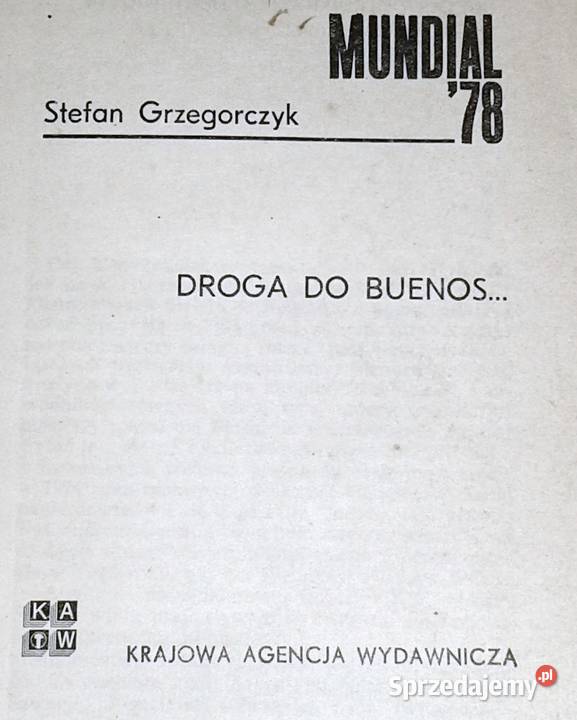 MUNDIAL
'78
Stefan Grzegorczyk
DROGA DO BUENOS...
K A
W
KRAJOWA AGENCJA WYDAWNICZA
Sprzedajemy.pl